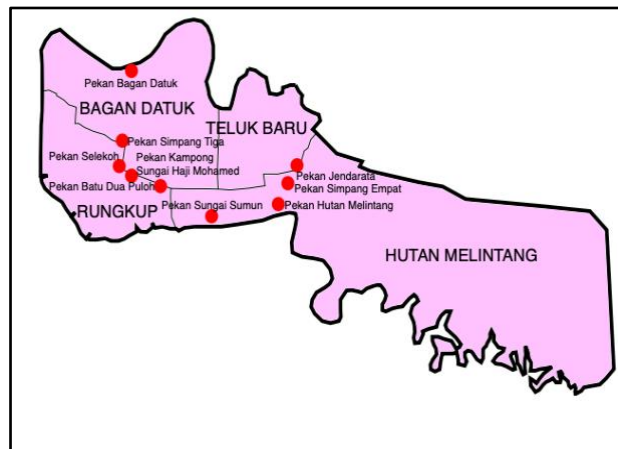 Pekan Bagan Datuk
BAGAN DATUK
TELUK BARU
Pekan Simpang Tiga
Pekan Selekoh
Pekan Kampong
Sungai Haji Mohamed
Pekan Jendarata
Pekan Batu Dua Puloh
Pekan Simpang Empat
RUNGKUP
Pekan Sungai Sumun
Pekan Hutan Melintang
HUTAN MELINTANG